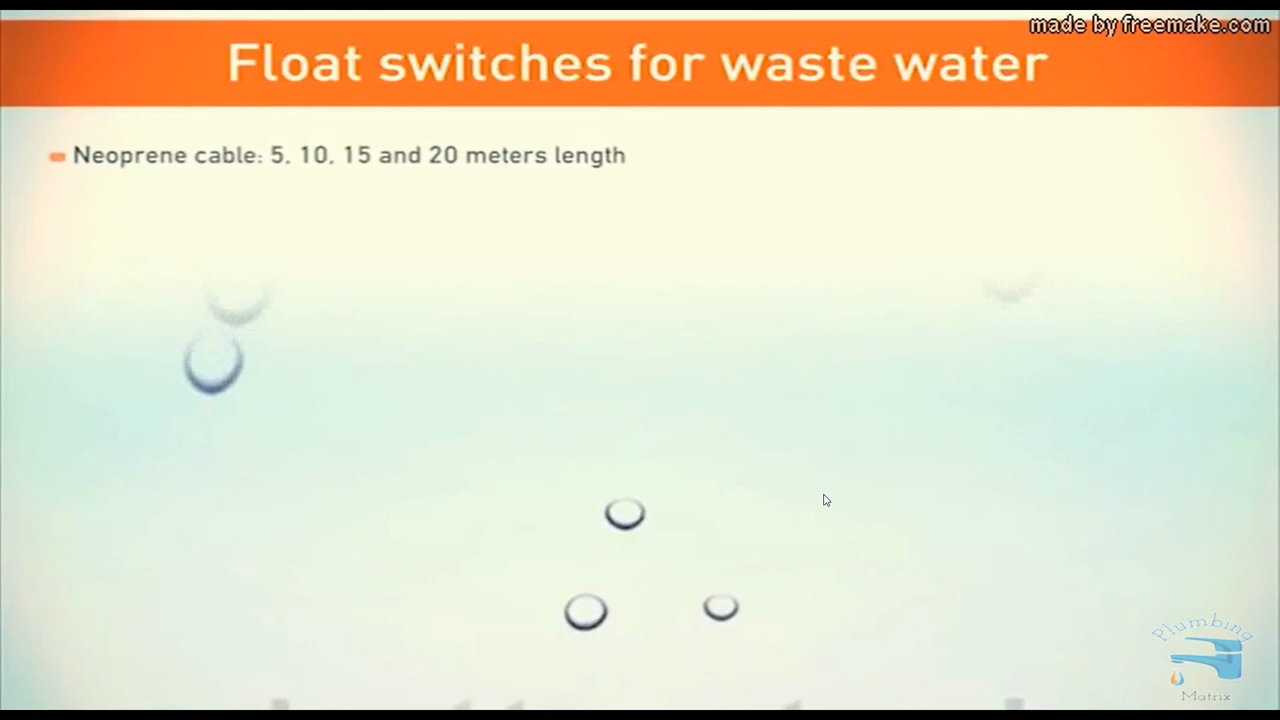 made by freemake.com
Float switches for waste water
Neoprene cable: 5, 10, 15 and 20 meters length
Plumbing
Matrix